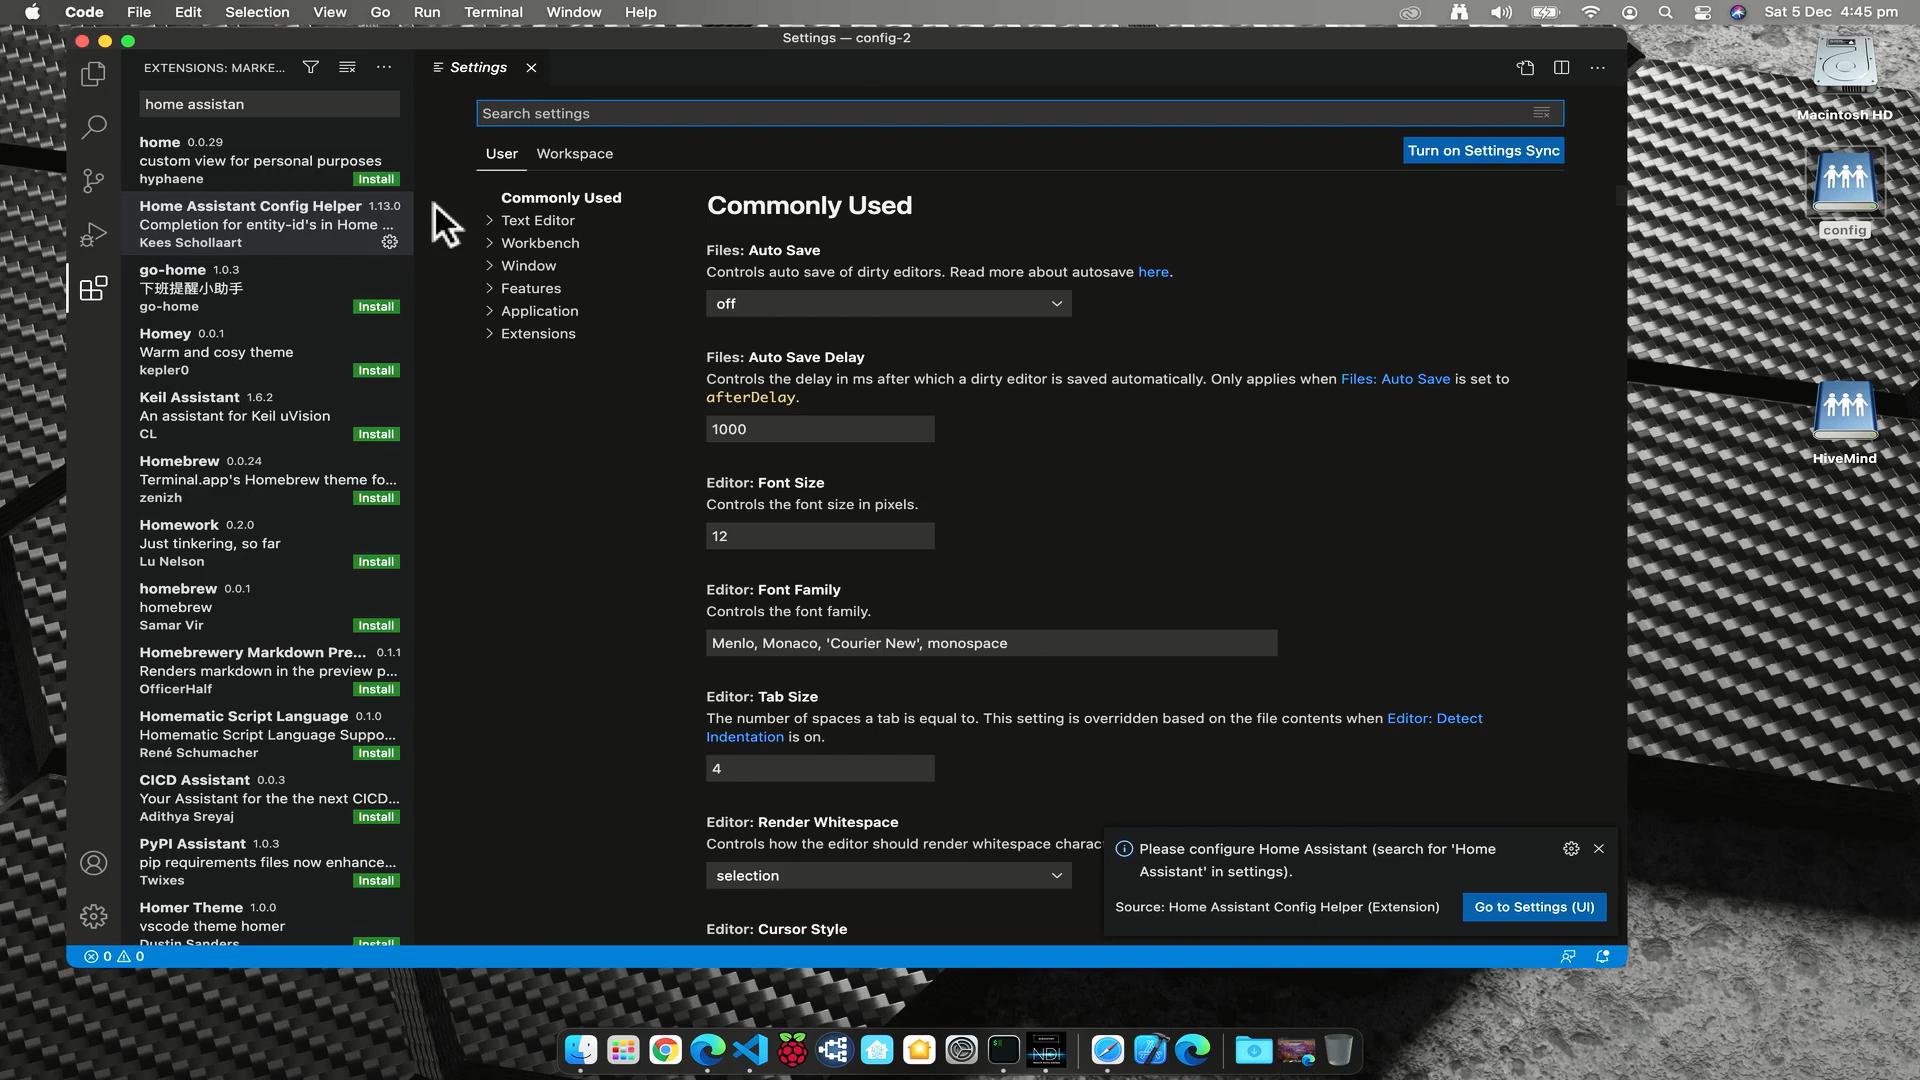 Code File Edit Selection View Go Run Terminal Window Help
Sat 5 Dec 4:45 pm
Settings — config-2
EXTENSIONS: MARKE...
Settings
home assistan
home 0.0.29
custom view for personal purposes
hyphaene Install
Home Assistant Config Helper 1.13.0
Completion for entity-id's in Home ...
Kees Schollaart
go-home 1.0.3
下班提醒小助手
go-home Install
Homey 0.0.1
Warm and cosy theme
kepler0 Install
Keil Assistant 1.6.2
An assistant for Keil uVision
CL Install
Homebrew 0.0.24
Terminal.app's Homebrew theme fo...
zenizh Install
Homework 0.2.0
Just tinkering, so far
Lu Nelson Install
homebrew 0.0.1
homebrew
Samar Vir Install
Homebrewery Markdown Pre... 0.1.1
Renders markdown in the preview p...
OfficerHalf Install
Homematic Script Language 0.1.0
Homematic Script Language Suppo...
René Schumacher Install
CICD Assistant 0.0.3
Your Assistant for the the next CICD...
Adithya Sreyaj Install
PyPI Assistant 1.0.3
pip requirements files now enhance...
Twixes Install
Homer Theme 1.0.0
vscode theme homer
Dustin Sanders Install
Search settings
User Workspace
Turn on Settings Sync
Commonly Used
Text Editor
Workbench
Window
Features
Application
Extensions
Commonly Used
Files: Auto Save
Controls auto save of dirty editors. Read more about autosave here.
off
Files: Auto Save Delay
Controls the delay in ms after which a dirty editor is saved automatically. Only applies when Files: Auto Save is set to
afterDelay.
1000
Editor: Font Size
Controls the font size in pixels.
12
Editor: Font Family
Controls the font family.
Menlo, Monaco, 'Courier New', monospace
Editor: Tab Size
The number of spaces a tab is equal to. This setting is overridden based on the file contents when Editor: Detect
Indentation is on.
4
Editor: Render Whitespace
Controls how the editor should render whitespace charac
selection
Editor: Cursor Style
Please configure Home Assistant (search for 'Home
Assistant' in settings).
Source: Home Assistant Config Helper (Extension) Go to Settings (UI)
0 0
Macintosh HD
config
HiveMind
NDI